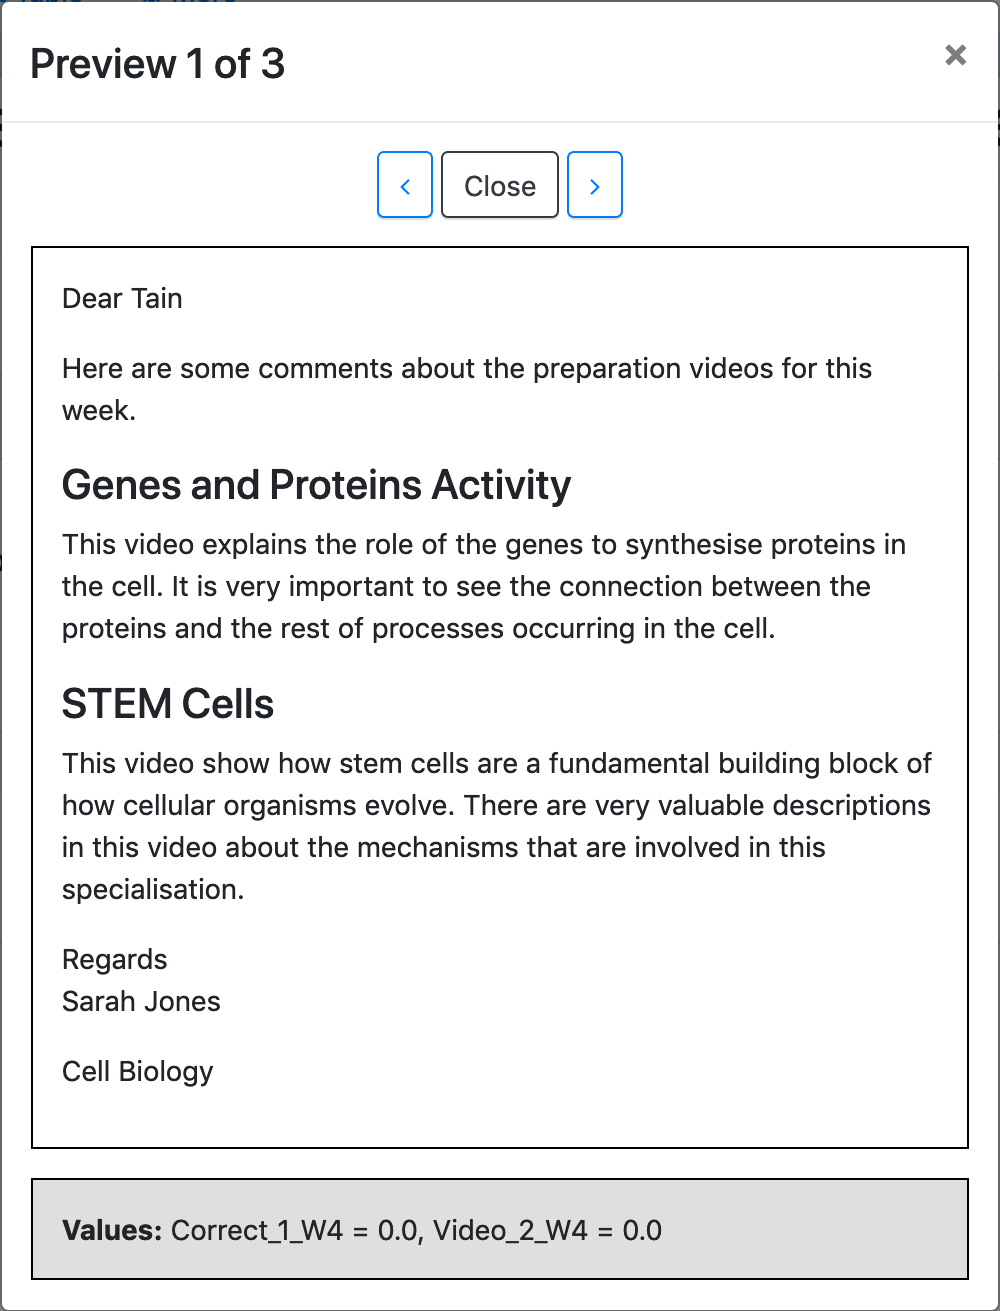 Preview 1 of 3
×
< Close >
Dear Tain
Here are some comments about the preparation videos for this
week.
Genes and Proteins Activity
This video explains the role of the genes to synthesise proteins in
the cell. It is very important to see the connection between the
proteins and the rest of processes occurring in the cell.
STEM Cells
This video show how stem cells are a fundamental building block of
how cellular organisms evolve. There are very valuable descriptions
in this video about the mechanisms that are involved in this
specialisation.
Regards
Sarah Jones
Cell Biology
Values: Correct_1_W4 = 0.0, Video_2_W4 = 0.0